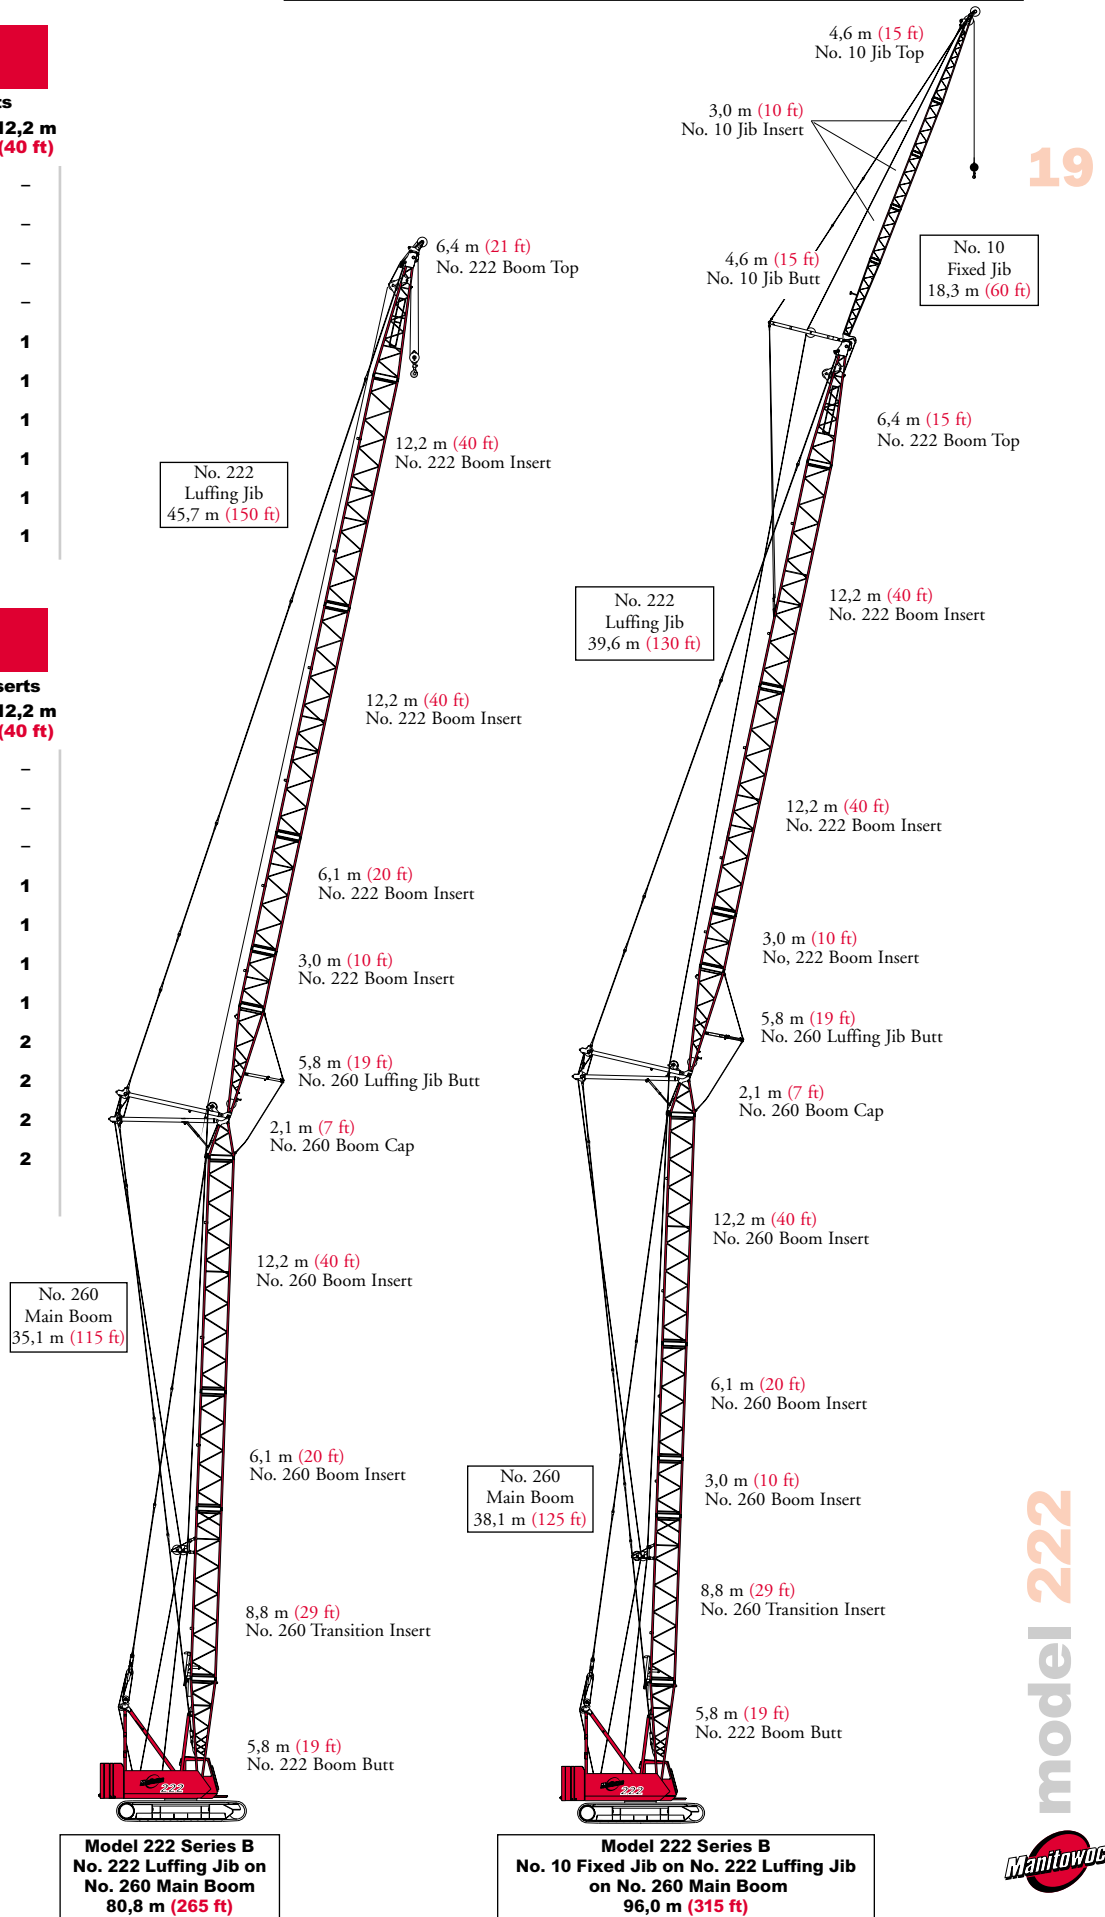 ts
12,2 m
(40 ft)
–
–
–
–
1
1
1
1
1
1
serts
12,2 m
(40 ft)
–
–
–
1
1
1
1
2
2
2
2
6,4 m (21 ft)
No. 222 Boom Top
12,2 m (40 ft)
No. 222 Boom Insert
No. 222
Luffing Jib
45,7 m (150 ft)
12,2 m (40 ft)
No. 222 Boom Insert
6,1 m (20 ft)
No. 222 Boom Insert
3,0 m (10 ft)
No. 222 Boom Insert
5,8 m (19 ft)
No. 260 Luffing Jib Butt
2,1 m (7 ft)
No. 260 Boom Cap
12,2 m (40 ft)
No. 260 Boom Insert
No. 260
Main Boom
35,1 m (115 ft)
6,1 m (20 ft)
No. 260 Boom Insert
8,8 m (29 ft)
No. 260 Transition Insert
5,8 m (19 ft)
No. 222 Boom Butt
Manitowoc
222
Model 222 Series B
No. 222 Luffing Jib on
No. 260 Main Boom
80,8 m (265 ft)
4,6 m (15 ft)
No. 10 Jib Top
3,0 m (10 ft)
No. 10 Jib Insert
4,6 m (15 ft)
No. 10 Jib Butt
No. 10
Fixed Jib
18,3 m (60 ft)
6,4 m (15 ft)
No. 222 Boom Top
12,2 m (40 ft)
No. 222 Boom Insert
No. 222
Luffing Jib
39,6 m (130 ft)
12,2 m (40 ft)
No. 222 Boom Insert
3,0 m (10 ft)
No, 222 Boom Insert
5,8 m (19 ft)
No. 260 Luffing Jib Butt
2,1 m (7 ft)
No. 260 Boom Cap
12,2 m (40 ft)
No. 260 Boom Insert
6,1 m (20 ft)
No. 260 Boom Insert
No. 260
Main Boom
38,1 m (125 ft)
3,0 m (10 ft)
No. 260 Boom Insert
8,8 m (29 ft)
No. 260 Transition Insert
5,8 m (19 ft)
No. 222 Boom Butt
Manitowoc
222
Model 222 Series B
No. 10 Fixed Jib on No. 222 Luffing Jib
on No. 260 Main Boom
96,0 m (315 ft)
19
model 222
Manitowoc